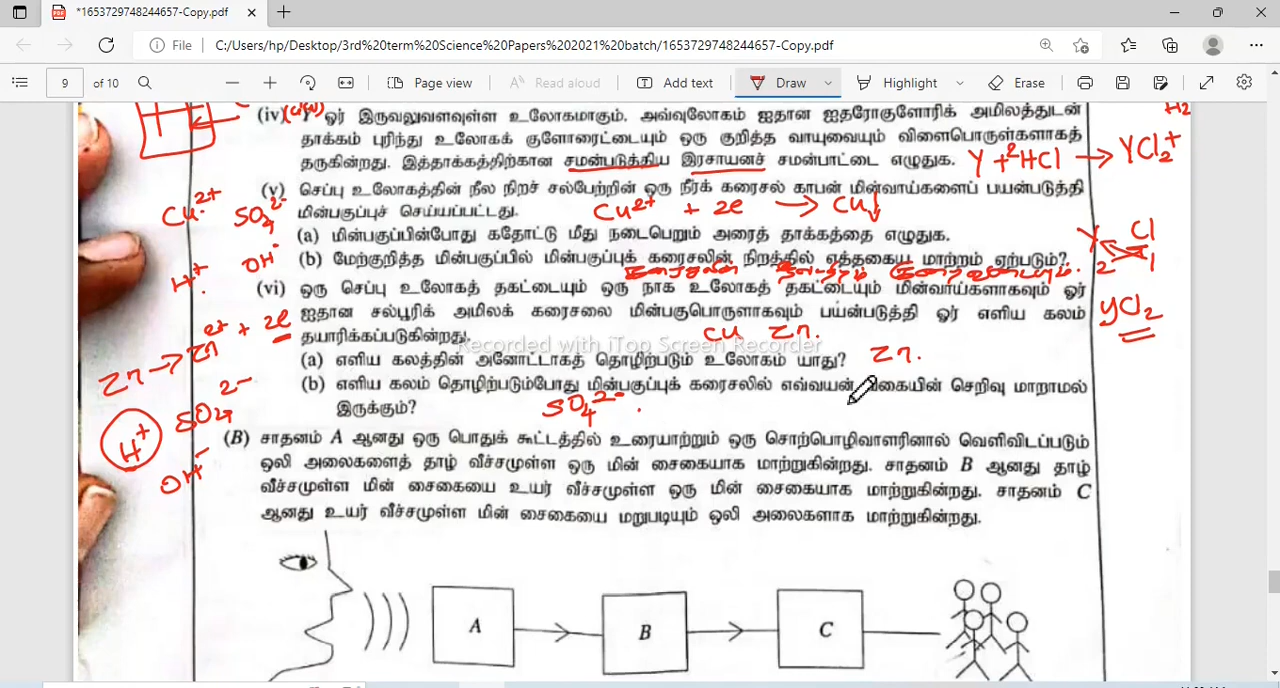 *1653729748244657-Copy.pdf
File C:/Users/hp/Desktop/3rd%20term%20Science%20Papers%202021%20batch/1653729748244657-Copy.pdf
9 of 10 Page view Read aloud Add text Draw Highlight Erase
H2
(iv) Y ஓர் இருவலுவளவுள்ள உலோகமாகும். அவ்வுலோகம் ஐதான ஐதரோகுளோரிக் அமிலத்துடன்
தாக்கம் புரிந்து உலோகக் குளோரைட்டையும் ஒரு குறித்த வாயுவையும் விளைபொருள்களாகத்
தருகின்றது. இத்தாக்கத்திற்கான சமன்படுத்திய இரசாயனச் சமன்பாட்டை எழுதுக. Y + 2HCl → YCl2 +
(v) செப்பு உலோகத்தின் நீல நிறச் சல்பேற்றின் ஒரு நீர்க் கரைசல் காபன் மின்வாய்களைப் பயன்படுத்தி
மின்பகுப்புச் செய்யப்பட்டது. Cu2+ + 2e → Cu↓
Cu2+ SO42-
(a) மின்பகுப்பின்போது கதோட்டு மீது நடைபெறும் அரைத் தாக்கத்தை எழுதுக.
Y Cl
H+ OH-
(b) மேற்குறித்த மின்பகுப்பில் மின்பகுப்புக் கரைசலின் நிறத்தில் எத்தகைய மாற்றம் ஏற்படும்?
2 1
(vi) ஒரு செப்பு உலோகத் தகட்டையும் ஒரு நாக உலோகத் தகட்டையும் மின்வாய்களாகவும் ஓர்
ஐதான சல்பூரிக் அமிலக் கரைசலை மின்பகுபொருளாகவும் பயன்படுத்தி ஓர் எளிய கலம்
YCl2
தயாரிக்கப்படுகின்றது. Cu Zn.
Recorded with iTop Screen Recorder
Zn → Zn2+ + 2e
(a) எளிய கலத்தின் அனோட்டாகத் தொழிற்படும் உலோகம் யாது? Zn.
(b) எளிய கலம் தொழிற்படும்போது மின்பகுப்புக் கரைசலில் எவ்வயன் வகையின் செறிவு மாறாமல்
இருக்கும்? SO42-.
SO42-
H+
OH-
(B) சாதனம் A ஆனது ஒரு பொதுக் கூட்டத்தில் உரையாற்றும் ஒரு சொற்பொழிவாளரினால் வெளிவிடப்படும்
ஒலி அலைகளைத் தாழ் வீச்சமுள்ள ஒரு மின் சைகையாக மாற்றுகின்றது. சாதனம் B ஆனது தாழ்
வீச்சமுள்ள மின் சைகையை உயர் வீச்சமுள்ள ஒரு மின் சைகையாக மாற்றுகின்றது. சாதனம் C
ஆனது உயர் வீச்சமுள்ள மின் சைகையை மறுபடியும் ஒலி அலைகளாக மாற்றுகின்றது.
A B C